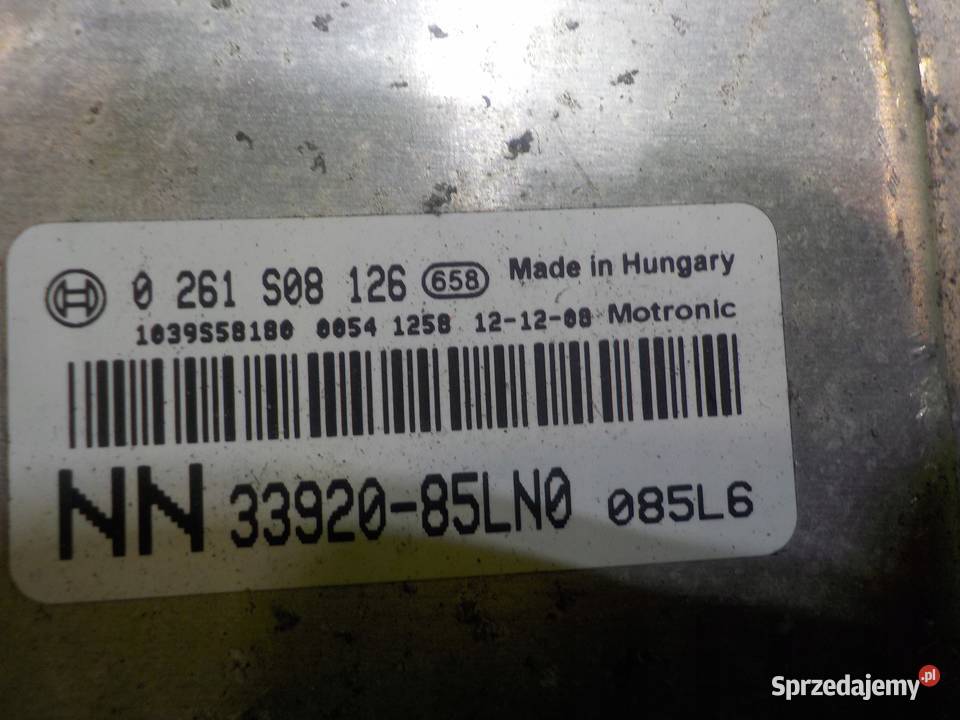 0 261 S08 126 658 Made in Hungary
1039S58180 0054 1258 12-12-08 Motronic
NN 33920-85LN0 085L6
Sprzedajemy.pl